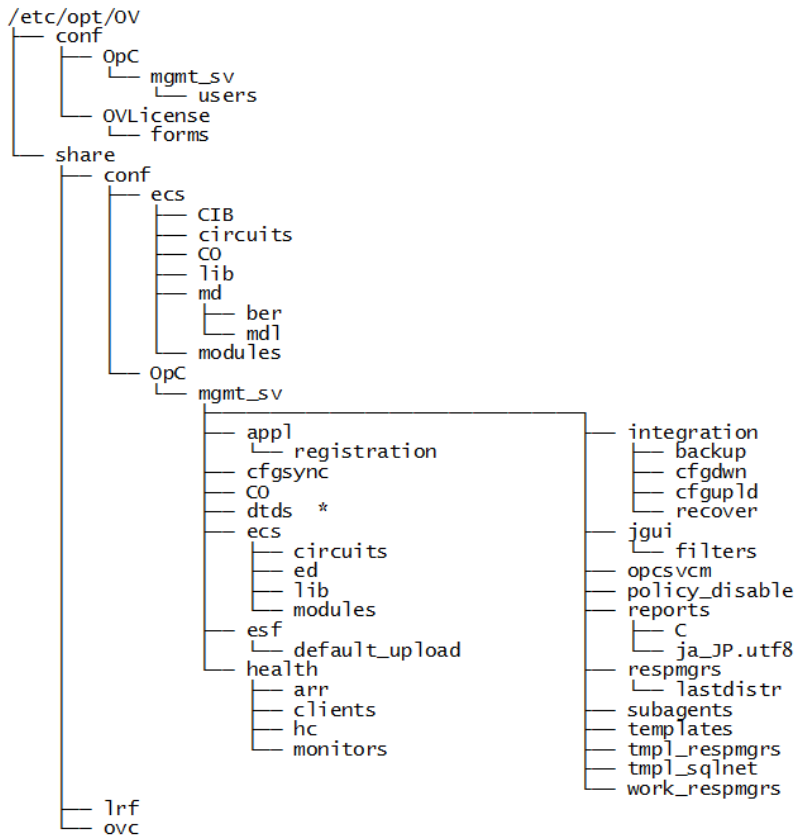 /etc/opt/OV
conf
OpC
mgmt_sv
users
OVLicense
forms
share
conf
ecs
CIB
circuits
CO
lib
md
ber
mdl
modules
OpC
mgmt_sv
appl
registration
cfgsync
CO
dtds *
ecs
circuits
ed
lib
modules
esf
default_upload
health
arr
clients
hc
monitors
integration
backup
cfgdwn
cfgupld
recover
jgui
filters
opcsvcm
policy_disable
reports
C
ja_JP.utf8
respmgrs
lastdistr
subagents
templates
tmpl_respmgrs
tmpl_sqlnet
work_respmgrs
lrf
ovc